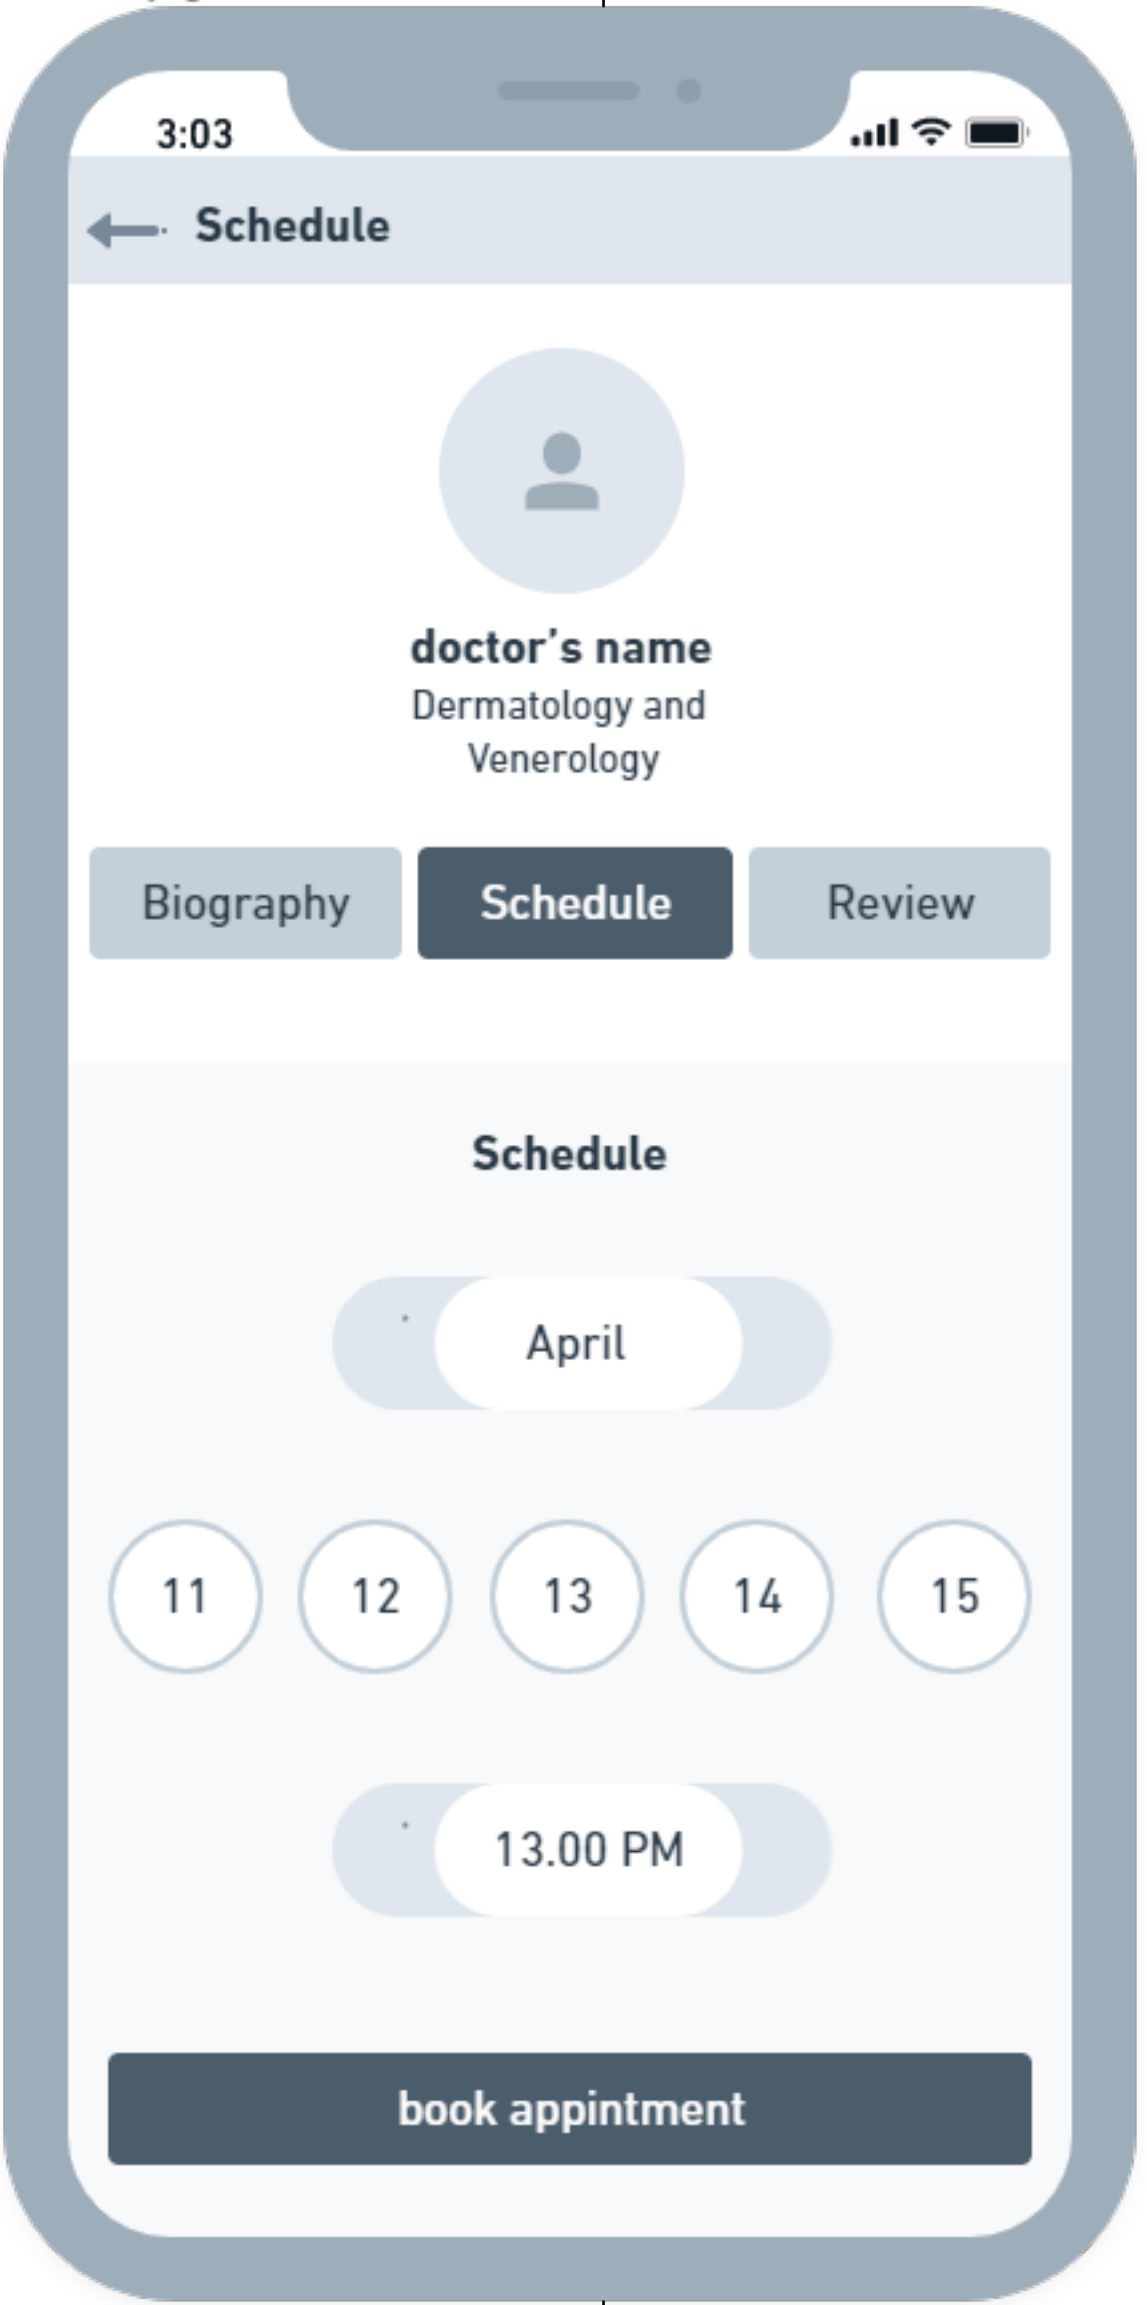 3:03
Schedule
doctor's name
Dermatology and
Venerology
Biography Schedule Review
Schedule
April
11 12 13 14 15
13.00 PM
book appintment